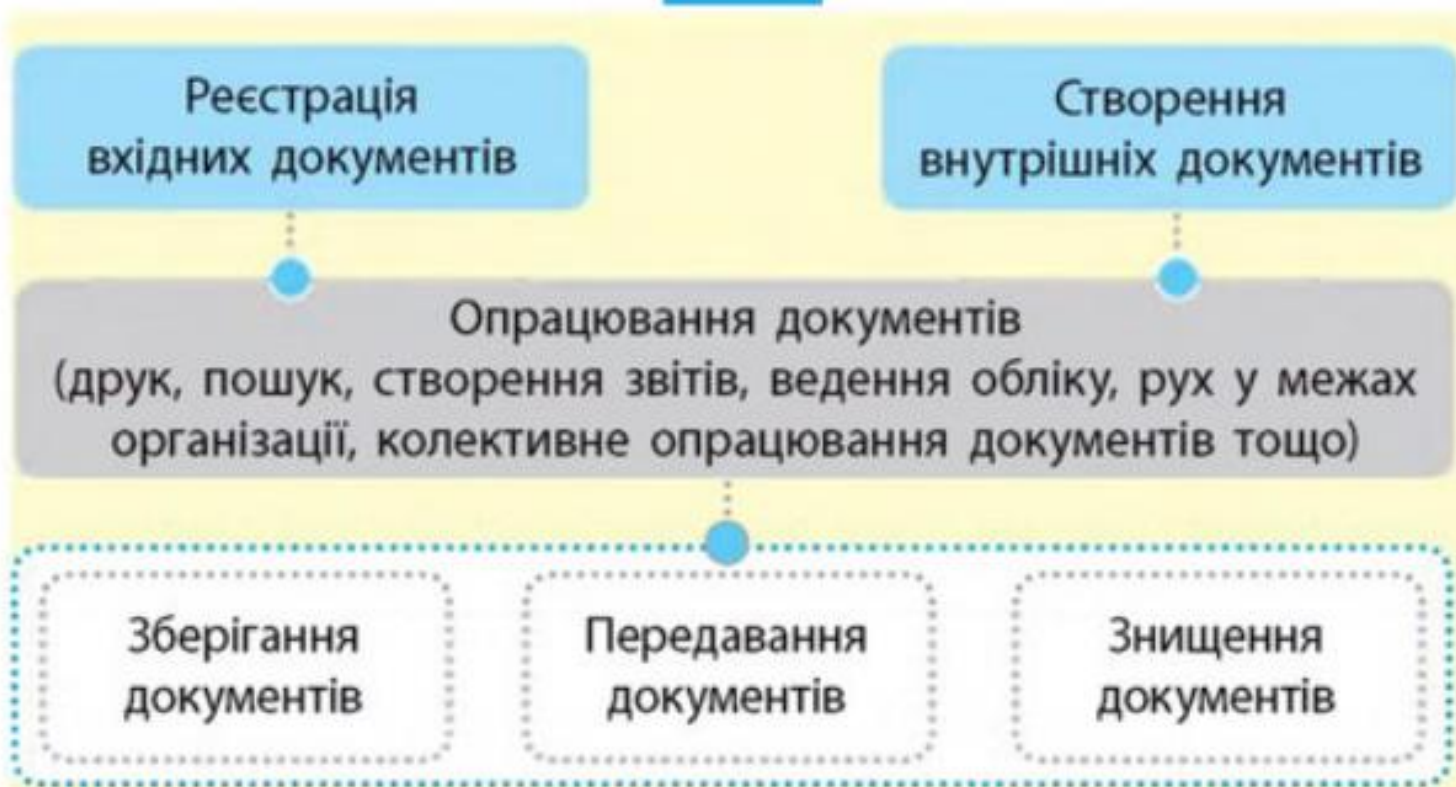 Реєстрація
вхідних документів
Створення
внутрішніх документів
Опрацювання документів
(друк, пошук, створення звітів, ведення обліку, рух у межах
організації, колективне опрацювання документів тощо)
Зберігання
документів
Передавання
документів
Знищення
документів